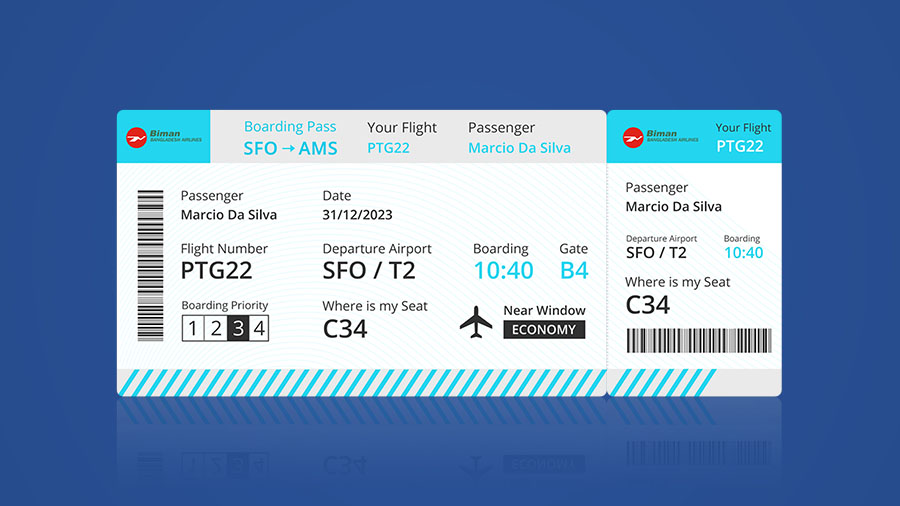 Biman
BANGLADESH AIRLINES
Boarding Pass
SFO → AMS
Your Flight
PTG22
Passenger
Marcio Da Silva
Passenger
Marcio Da Silva
Date
31/12/2023
Flight Number
PTG22
Departure Airport
SFO / T2
Boarding
10:40
Gate
B4
Boarding Priority
1 2 3 4
Where is my Seat
C34
Near Window
ECONOMY
Biman
BANGLADESH AIRLINES
Your Flight
PTG22
Passenger
Marcio Da Silva
Departure Airport
SFO / T2
Boarding
10:40
Where is my Seat
C34